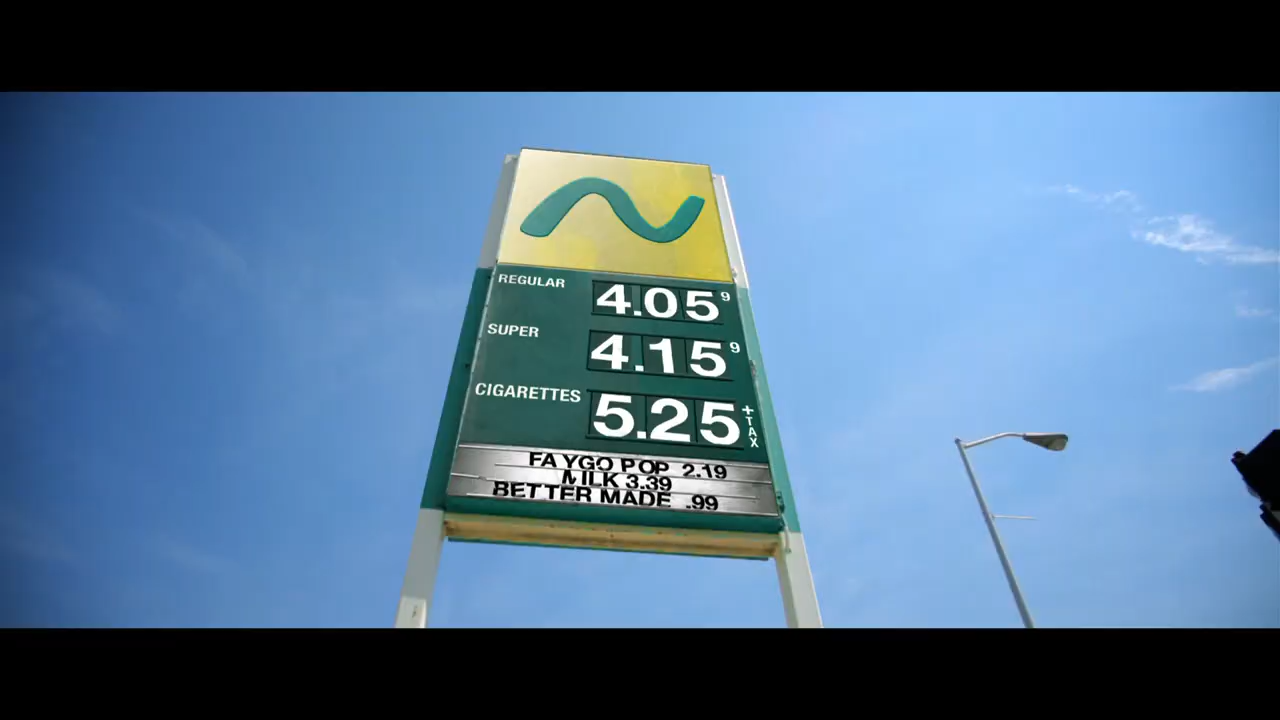 REGULAR 4.05 9
SUPER 4.15 9
CIGARETTES 5.25 +TAX
FAYGO POP 2.19
MILK 3.39
BETTER MADE .99